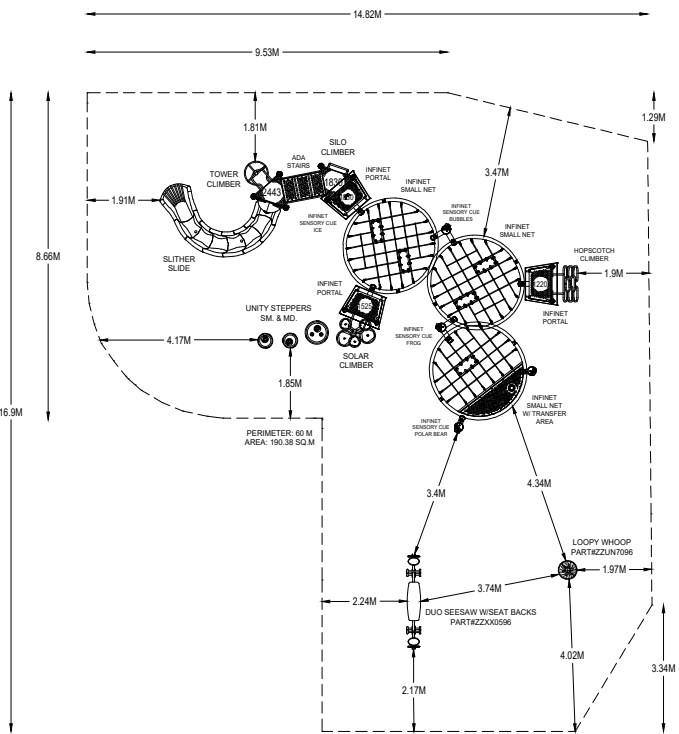 14.82M
9.53M
1.29M
1.81M
3.47M
SILO
CLIMBER
ADA
STAIRS
TOWER
CLIMBER
2443
1830
INFINET
PORTAL
INFINET
SMALL NET
INFINET
SENSORY CUE
BUBBLES
INFINET
SMALL NET
INFINET
SENSORY CUE
ICE
1.91M
SLITHER
SLIDE
8.66M
HOPSCOTCH
CLIMBER
1.9M
1220
INFINET
PORTAL
INFINET
PORTAL
1525
UNITY STEPPERS
SM. & MD.
4.17M
1.85M
SOLAR
CLIMBER
INFINET
SENSORY CUE
FROG
INFINET
SMALL NET
W/ TRANSFER
AREA
16.9M
PERIMETER: 60 M
AREA: 190.38 SQ.M
INFINET
SENSORY CUE
POLAR BEAR
3.4M
4.34M
LOOPY WHOOP
PART#ZZUN7096
1.97M
3.74M
2.24M
DUO SEESAW W/SEAT BACKS
PART#ZZXX0596
4.02M
3.34M
2.17M